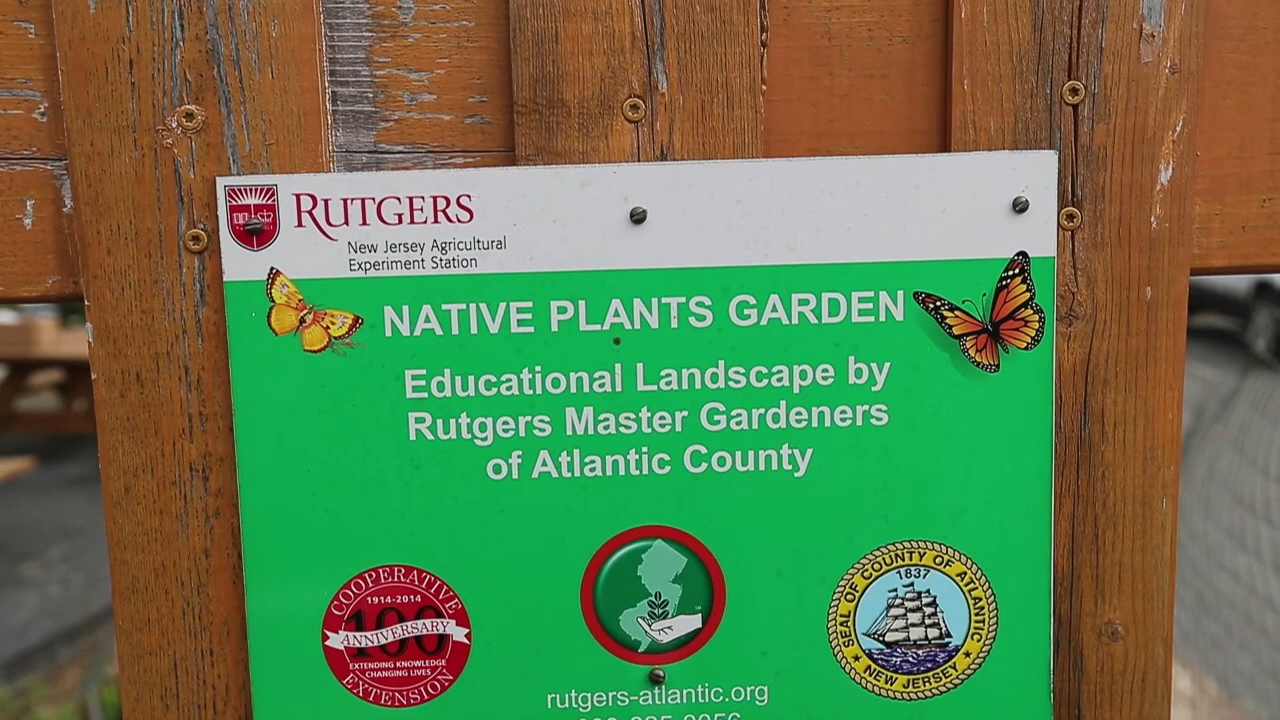 RUTGERS
New Jersey Agricultural
Experiment Station
NATIVE PLANTS GARDEN
Educational Landscape by
Rutgers Master Gardeners
of Atlantic County
COOPERATIVE
1914-2014
100
ANNIVERSARY
EXTENDING KNOWLEDGE
CHANGING LIVES
EXTENSION
SEAL OF COUNTY OF ATLANTIC
1837
NEW JERSEY
rutgers-atlantic.org